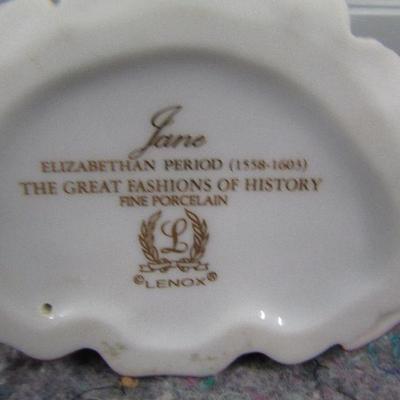 Jane
ELIZABETHAN PERIOD (1558-1603)
THE GREAT FASHIONS OF HISTORY
FINE PORCELAIN
L
©LENOX®